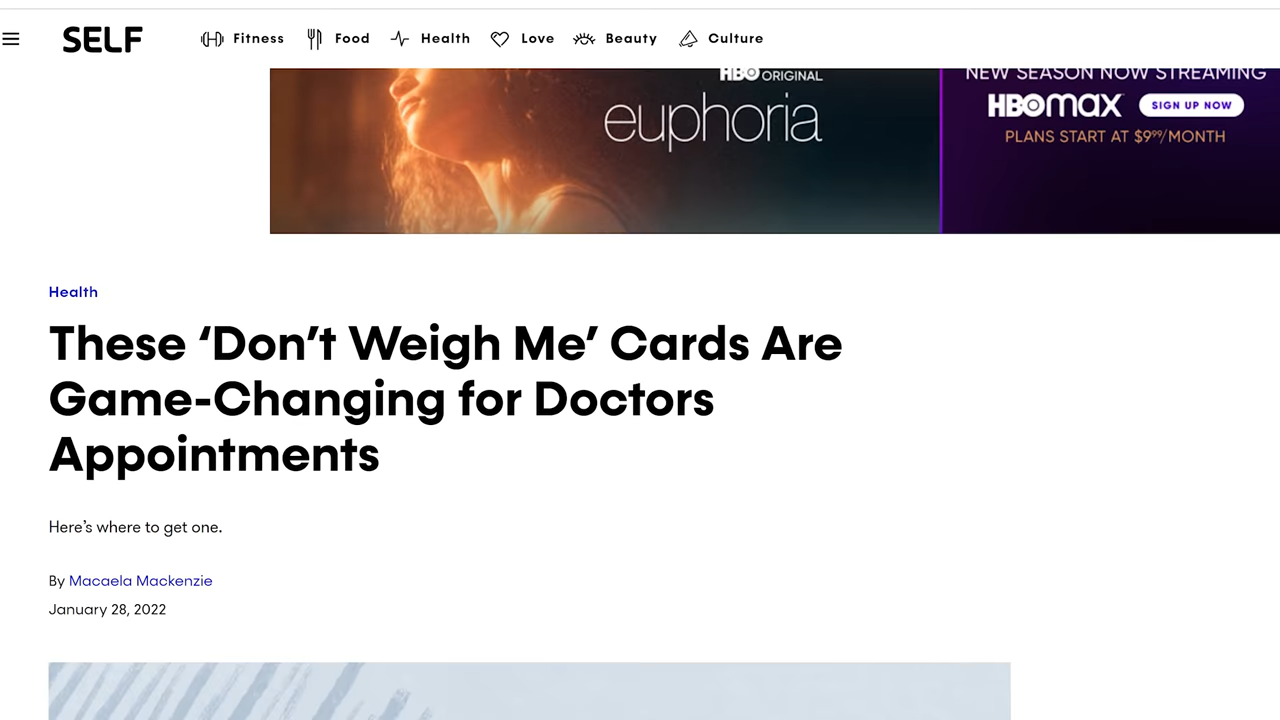 SELF
Fitness
Food
Health
Love
Beauty
Culture
HBO ORIGINAL
euphoria
NEW SEASON NOW STREAMING
HBOmax
SIGN UP NOW
PLANS START AT $9⁹⁹/MONTH
Health
These ‘Don’t Weigh Me’ Cards Are
Game-Changing for Doctors
Appointments
Here’s where to get one.
By Macaela Mackenzie
January 28, 2022